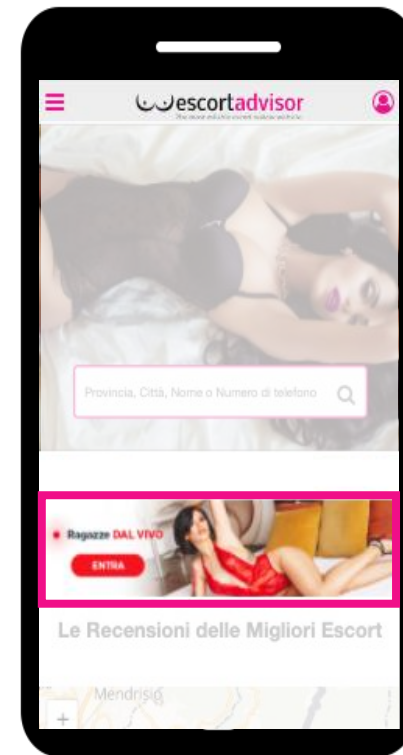 escortadvisor
Provincia, Città, Nome o Numero di telefono
Ragazze DAL VIVO
ENTRA
Le Recensioni delle Migliori Escort
Mendrisio
+